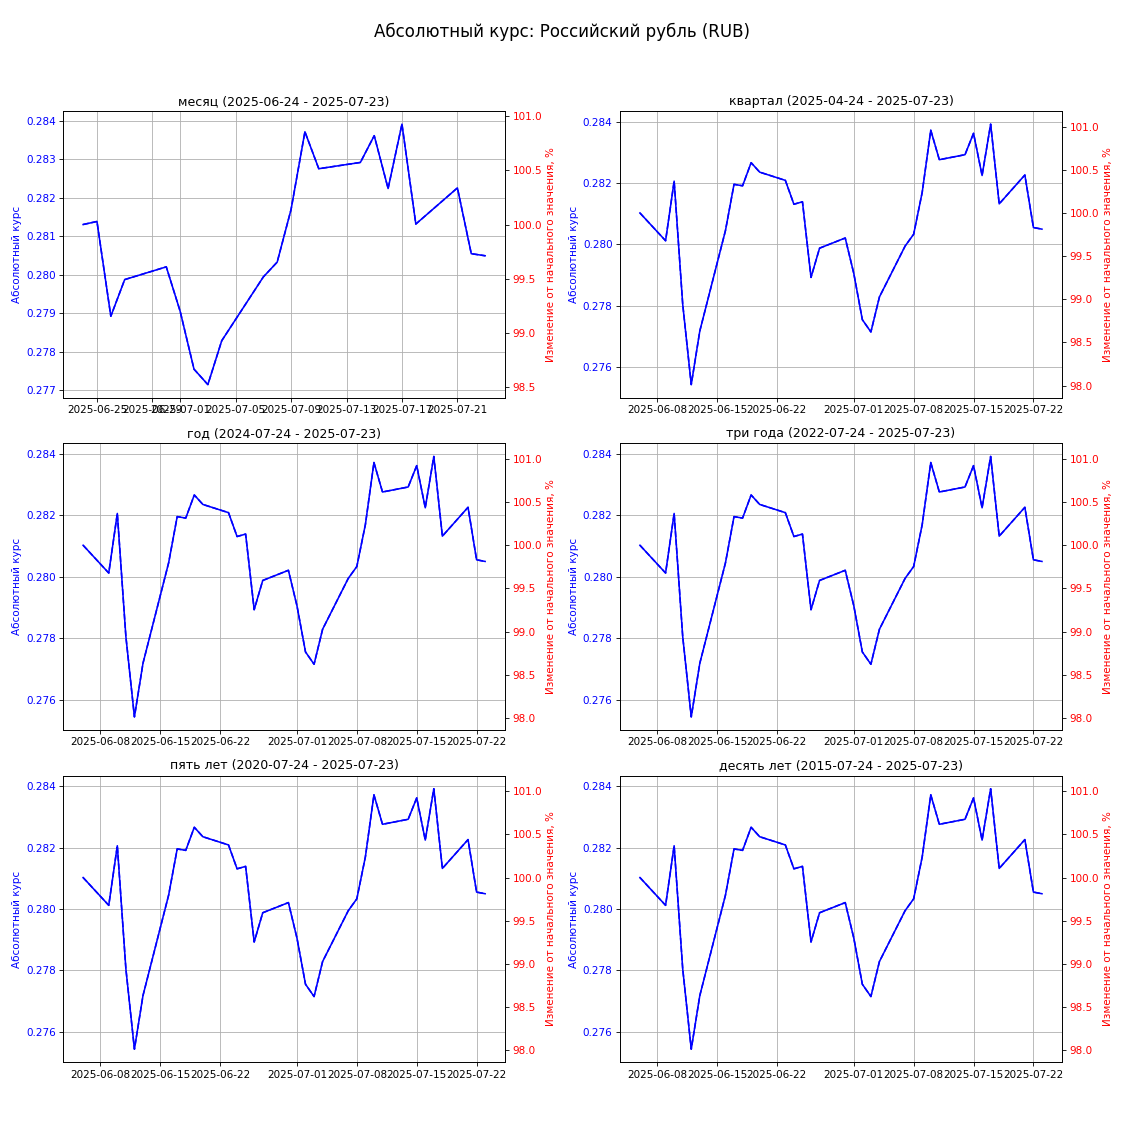 Абсолютный курс: Российский рубль (RUB)
месяц (2025-06-24 - 2025-07-23)
Абсолютный курс
0.284
0.283
0.282
0.281
0.280
0.279
0.278
0.277
101.0
100.5
100.0
99.5
99.0
98.5
Изменение от начального значения, %
2025-06-25 2025-06-29 2025-07-01 2025-07-05 2025-07-09 2025-07-13 2025-07-17 2025-07-21
квартал (2025-04-24 - 2025-07-23)
Абсолютный курс
0.284
0.282
0.280
0.278
0.276
101.0
100.5
100.0
99.5
99.0
98.5
98.0
Изменение от начального значения, %
2025-06-08 2025-06-15 2025-06-22 2025-07-01 2025-07-08 2025-07-15 2025-07-22
год (2024-07-24 - 2025-07-23)
Абсолютный курс
0.284
0.282
0.280
0.278
0.276
101.0
100.5
100.0
99.5
99.0
98.5
98.0
Изменение от начального значения, %
2025-06-08 2025-06-15 2025-06-22 2025-07-01 2025-07-08 2025-07-15 2025-07-22
три года (2022-07-24 - 2025-07-23)
Абсолютный курс
0.284
0.282
0.280
0.278
0.276
101.0
100.5
100.0
99.5
99.0
98.5
98.0
Изменение от начального значения, %
2025-06-08 2025-06-15 2025-06-22 2025-07-01 2025-07-08 2025-07-15 2025-07-22
пять лет (2020-07-24 - 2025-07-23)
Абсолютный курс
0.284
0.282
0.280
0.278
0.276
101.0
100.5
100.0
99.5
99.0
98.5
98.0
Изменение от начального значения, %
2025-06-08 2025-06-15 2025-06-22 2025-07-01 2025-07-08 2025-07-15 2025-07-22
десять лет (2015-07-24 - 2025-07-23)
Абсолютный курс
0.284
0.282
0.280
0.278
0.276
101.0
100.5
100.0
99.5
99.0
98.5
98.0
Изменение от начального значения, %
2025-06-08 2025-06-15 2025-06-22 2025-07-01 2025-07-08 2025-07-15 2025-07-22